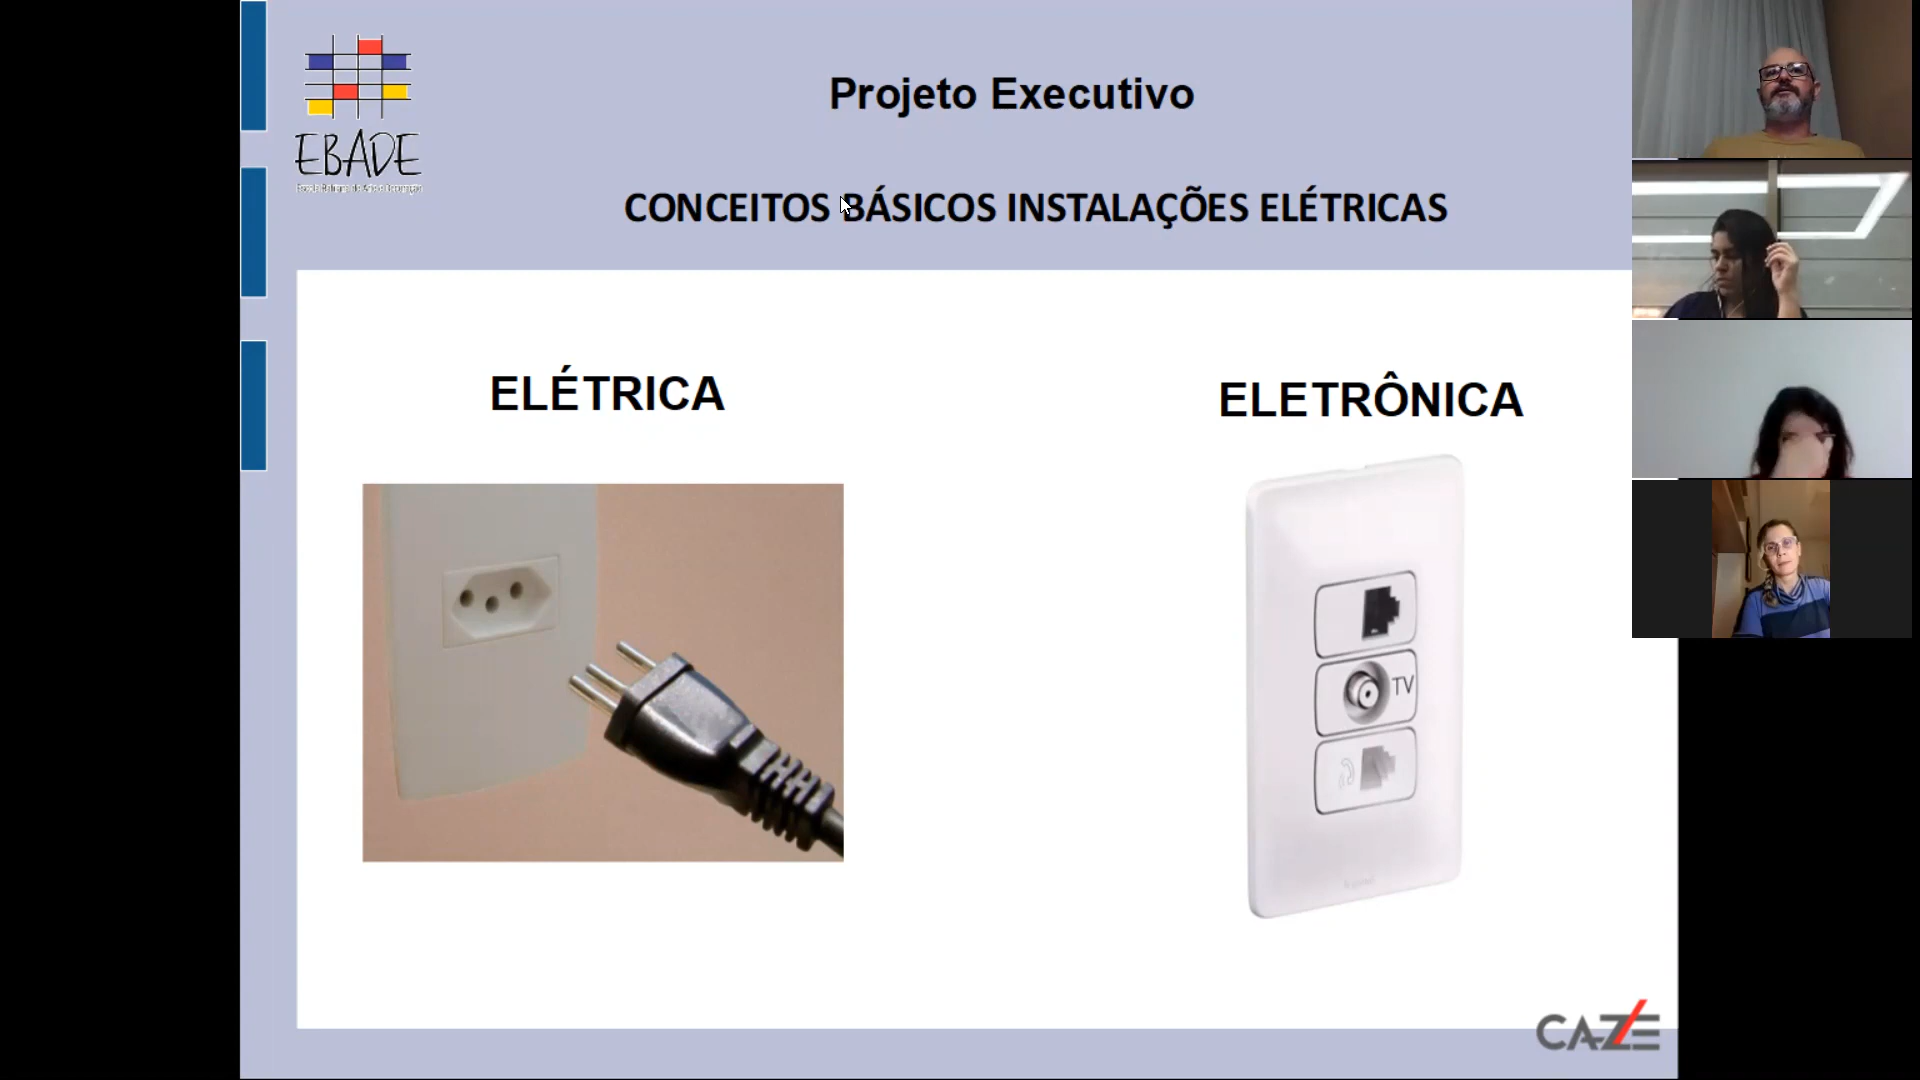 Projeto Executivo
EBADE
CONCEITOS BÁSICOS INSTALAÇÕES ELÉTRICAS
ELÉTRICA
ELETRÔNICA
TV
CAZE